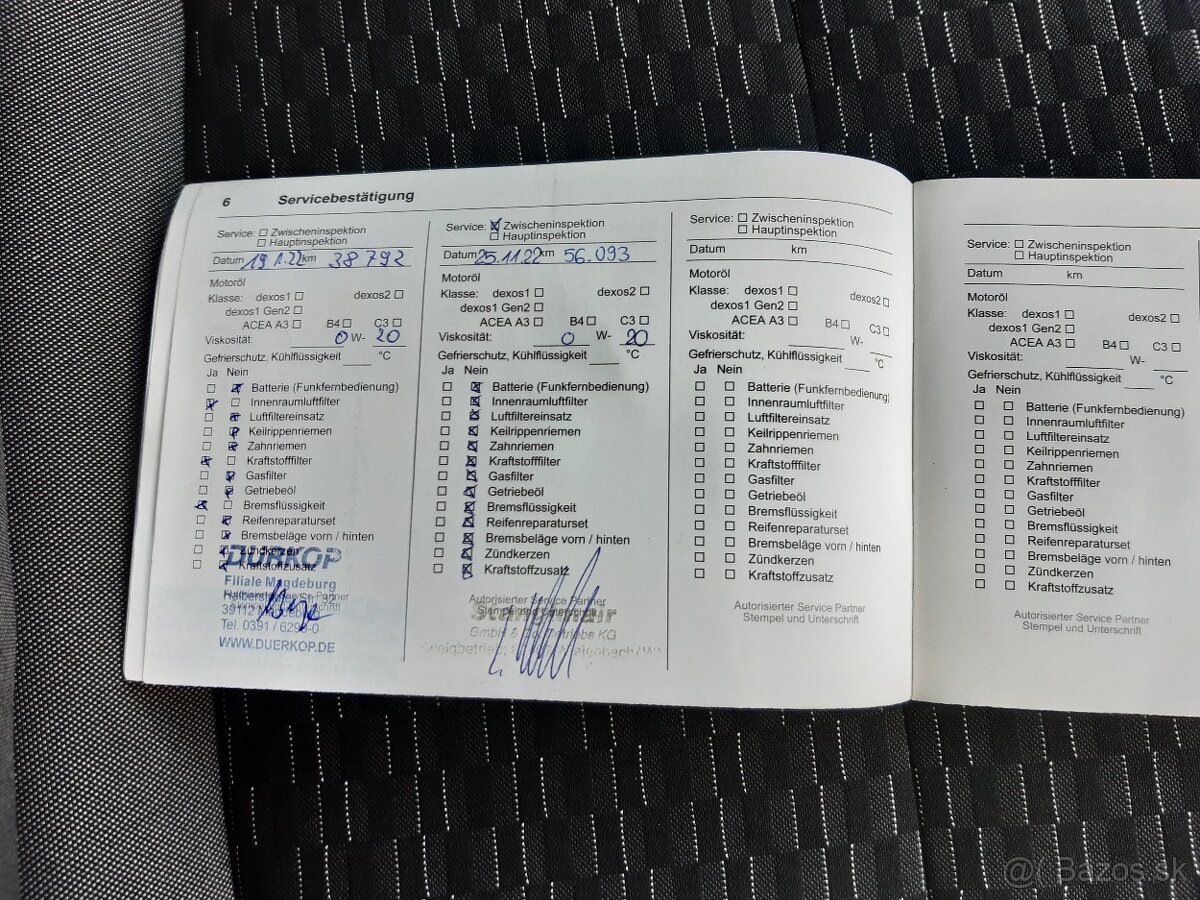 6 Servicebestätigung
Service: Zwischeninspektion
Hauptinspektion
Datum 19.1.22 km 38792
Motoröl
Klasse: dexos1 dexos2
dexos1 Gen2
ACEA A3 B4 C3
Viskosität: 0 W- 20
Gefrierschutz, Kühlflüssigkeit °C
Ja Nein
Batterie (Funkfernbedienung)
Innenraumluftfilter
Luftfiltereinsatz
Keilrippenriemen
Zahnriemen
Kraftstofffilter
Gasfilter
Getriebeöl
Bremsflüssigkeit
Reifenreparaturset
Bremsbeläge vorn / hinten
Zündkerzen
Kraftstoffzusatz
DUERKOP
Filiale Magdeburg
Tel. 0391 /
WWW.DUERKOP.DE
Service: Zwischeninspektion
Hauptinspektion
Datum 25.11.22 km 56.093
Motoröl
Klasse: dexos1 dexos2
dexos1 Gen2
ACEA A3 B4 C3
Viskosität: 0 W- 20
Gefrierschutz, Kühlflüssigkeit °C
Ja Nein
Batterie (Funkfernbedienung)
Innenraumluftfilter
Luftfiltereinsatz
Keilrippenriemen
Zahnriemen
Kraftstofffilter
Gasfilter
Getriebeöl
Bremsflüssigkeit
Reifenreparaturset
Bremsbeläge vorn / hinten
Zündkerzen
Kraftstoffzusatz
Autorisierter Service Partner
Service: Zwischeninspektion
Hauptinspektion
Datum km
Motoröl
Klasse: dexos1 dexos2
dexos1 Gen2
ACEA A3 B4 C3
Viskosität: W-
Gefrierschutz, Kühlflüssigkeit °C
Ja Nein
Batterie (Funkfernbedienung)
Innenraumluftfilter
Luftfiltereinsatz
Keilrippenriemen
Zahnriemen
Kraftstofffilter
Gasfilter
Getriebeöl
Bremsflüssigkeit
Reifenreparaturset
Bremsbeläge vorn / hinten
Zündkerzen
Kraftstoffzusatz
Autorisierter Service Partner
Stempel und Unterschrift
Service: Zwischeninspektion
Hauptinspektion
Datum km
Motoröl
Klasse: dexos1 dexos2
dexos1 Gen2
ACEA A3 B4 C3
Viskosität: W-
Gefrierschutz, Kühlflüssigkeit °C
Ja Nein
Batterie (Funkfernbedienung)
Innenraumluftfilter
Luftfiltereinsatz
Keilrippenriemen
Zahnriemen
Kraftstofffilter
Gasfilter
Getriebeöl
Bremsflüssigkeit
Reifenreparaturset
Bremsbeläge vorn / hinten
Zündkerzen
Kraftstoffzusatz
Autorisierter Service Partner
Stempel und Unterschrift
Bazos.sk